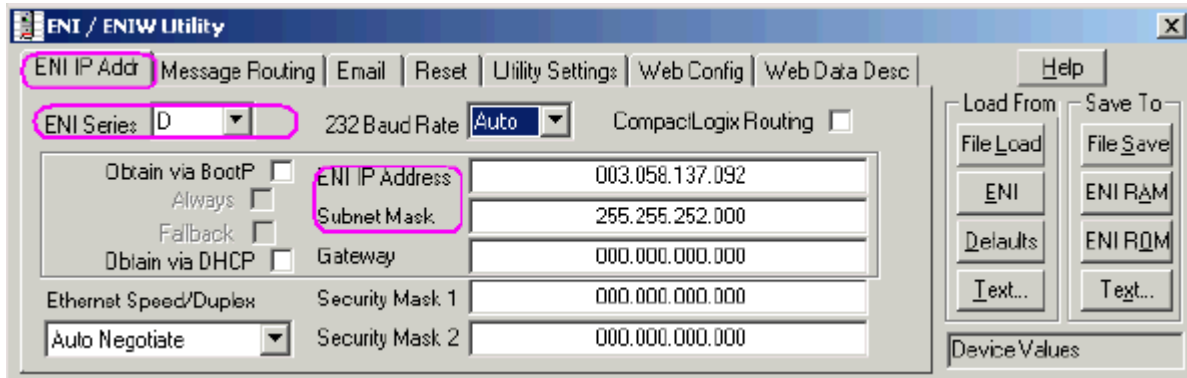 ENI / ENIW Utility
ENI IP Addr Message Routing Email Reset Utility Settings Web Config Web Data Desc
Help
ENI Series D 232 Baud Rate Auto CompactLogix Routing
Load From Save To
File Load File Save
Obtain via BootP ENI IP Address 003.058.137.092
Always
ENI ENI RAM
Subnet Mask 255.255.252.000
Fallback
Defaults ENI ROM
Obtain via DHCP Gateway 000.000.000.000
Ethernet Speed/Duplex Security Mask 1 000.000.000.000
Text... Text...
Auto Negotiate Security Mask 2 000.000.000.000
Device Values